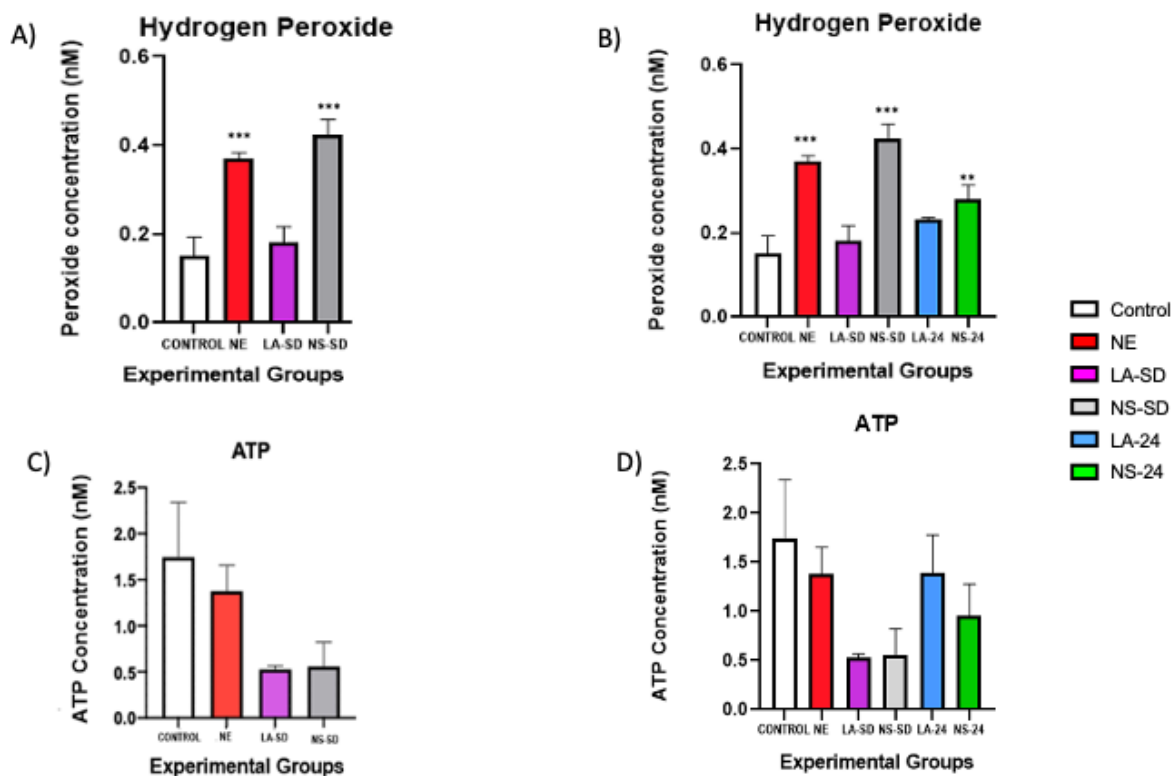 A)
Hydrogen Peroxide
Peroxide concentration (nM)
0.6
0.4
0.2
0.0
***
***
CONTROL NE LA-SD NS-SD
Experimental Groups
B)
Hydrogen Peroxide
Peroxide concentration (nM)
0.6
0.4
0.2
0.0
***
***
**
CONTROL NE LA-SD NS-SD LA-24 NS-24
Experimental Groups
Control
NE
LA-SD
NS-SD
LA-24
NS-24
C)
ATP
ATP Concentration (nM)
2.5
2.0
1.5
1.0
0.5
0.0
CONTROL NE LA-SD NS-SD
Experimental Groups
D)
ATP
ATP Concentration (nM)
2.5
2.0
1.5
1.0
0.5
0.0
CONTROL NE LA-SD NS-SD LA-24 NS-24
Experimental Groups